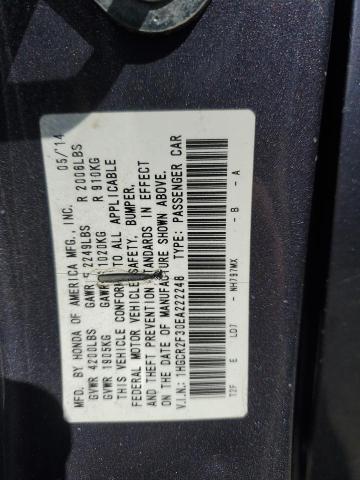 MFD. BY HONDA OF AMERICA MFG., INC. 05/14
GVWR 4200LBS GAWR F 2249LBS R 2006LBS
GVWR 1905KG GAWR 1020KG R 910KG
THIS VEHICLE CONFORMS TO ALL APPLICABLE
FEDERAL MOTOR VEHICLE SAFETY, BUMPER,
AND THEFT PREVENTION STANDARDS IN EFFECT
ON THE DATE OF MANUFACTURE SHOWN ABOVE.
V.I.N.: 1HGCR2F30EA222248 TYPE: PASSENGER CAR
T2F E L07 - NH797MX - B - A